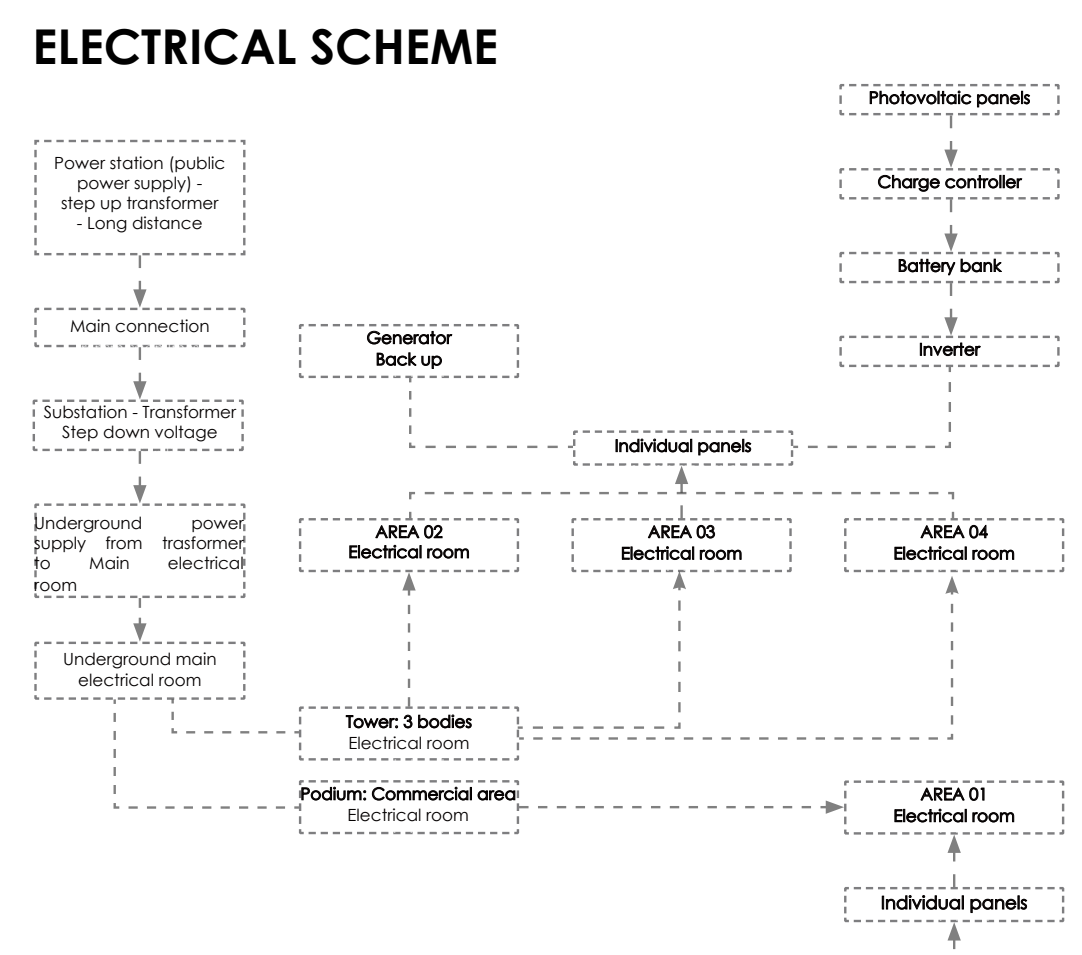 ELECTRICAL SCHEME
Photovoltaic panels
Charge controller
Battery bank
Inverter
Power station (public
power supply) -
step up transformer
- Long distance
Main connection
Substation - Transformer
Step down voltage
Underground power
supply from trasformer
to Main electrical
room
Underground main
electrical room
Generator
Back up
Individual panels
AREA 02
Electrical room
AREA 03
Electrical room
AREA 04
Electrical room
Tower: 3 bodies
Electrical room
Podium: Commercial area
Electrical room
AREA 01
Electrical room
Individual panels